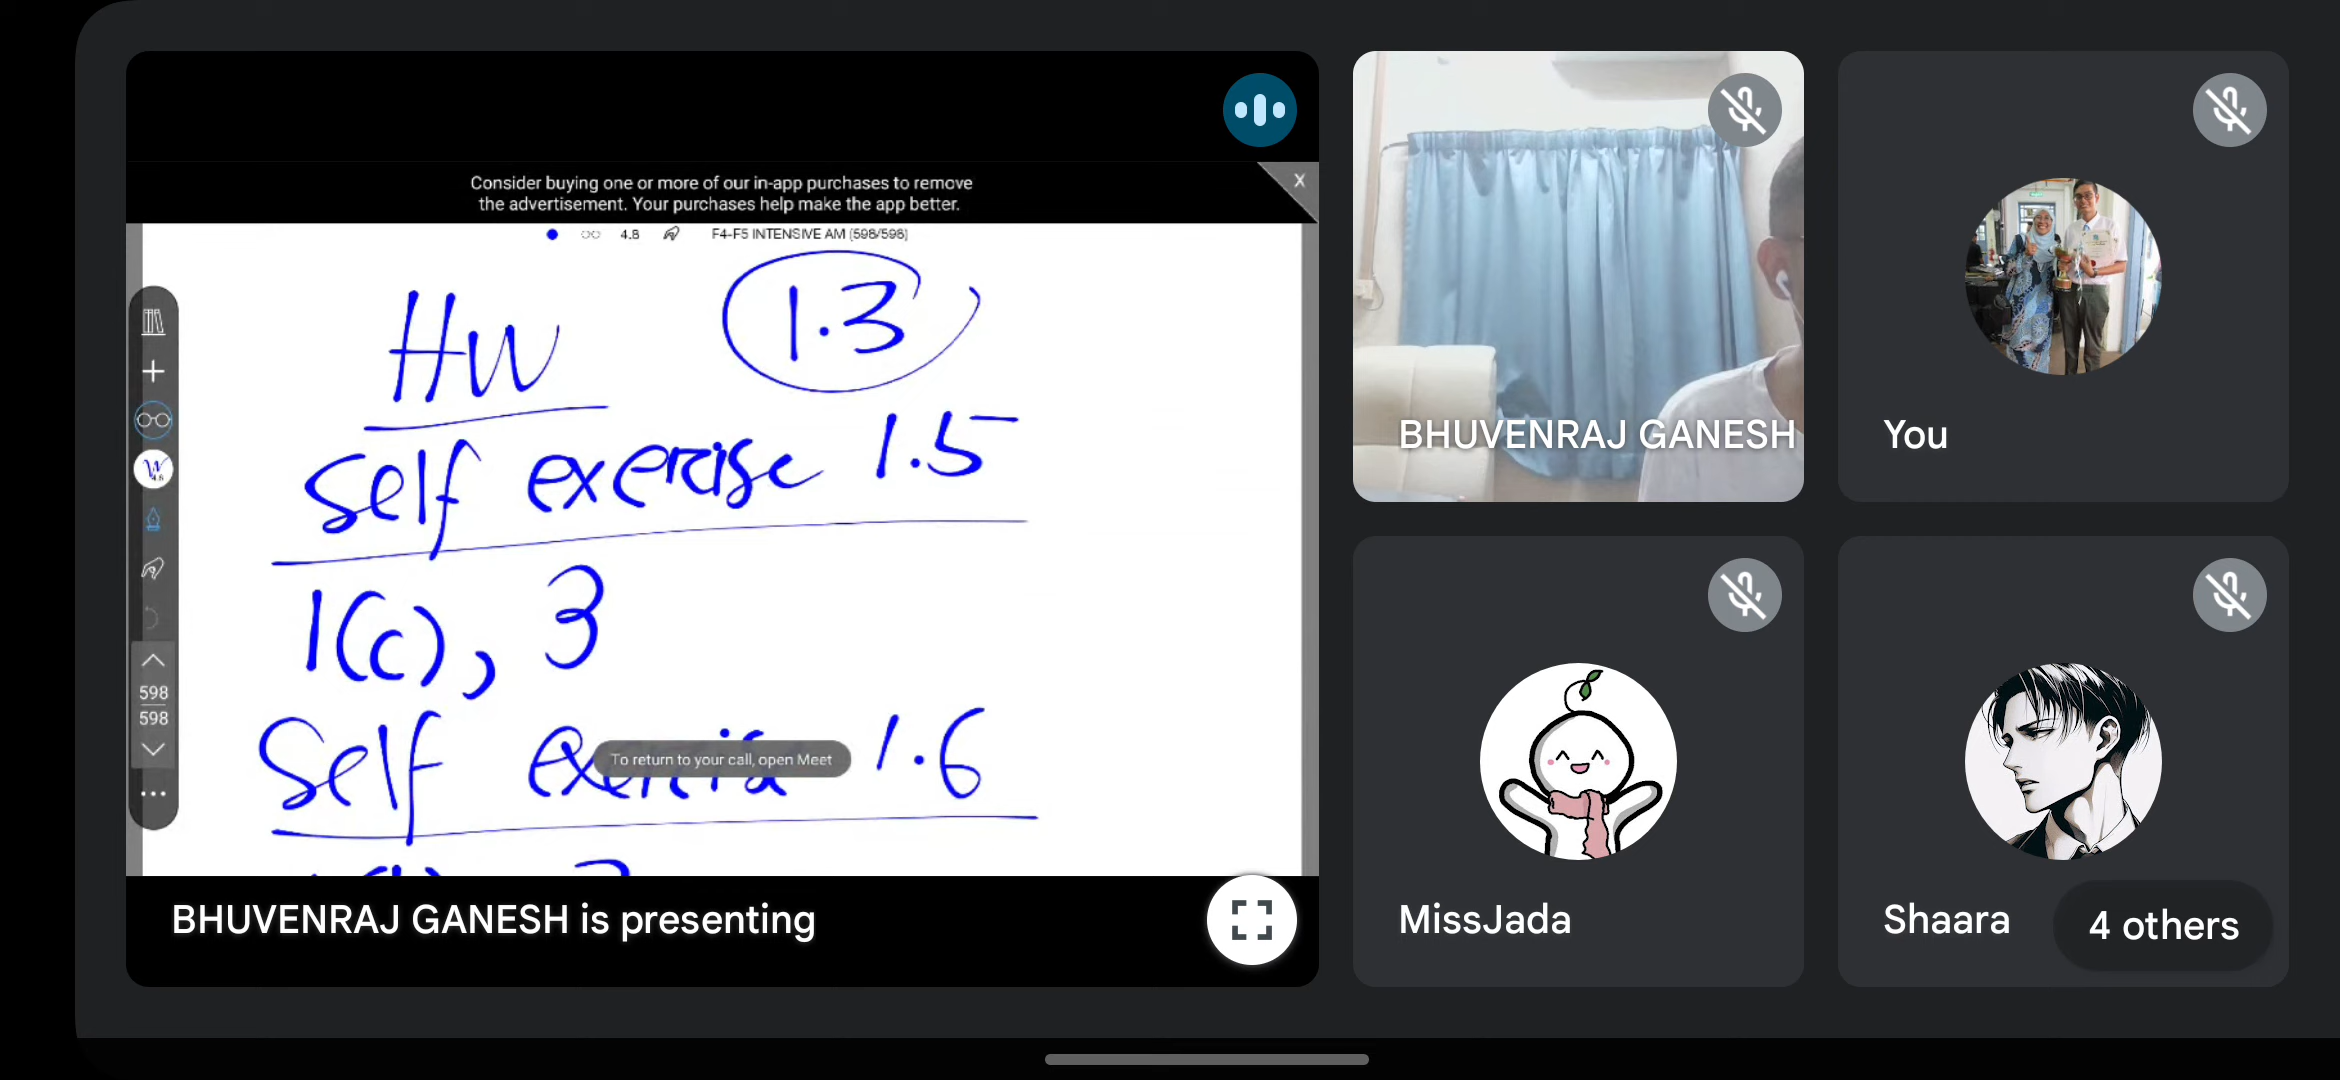 Consider buying one or more of our in-app purchases to remove
the advertisement. Your purchases help make the app better.
X
4.8 F4-F5 INTENSIVE AM (598/598)
HW 1.3
Self exercise 1.5
1(c), 3
Self exercise 1.6
To return to your call, open Meet
4.8
598
598
BHUVENRAJ GANESH is presenting
BHUVENRAJ GANESH
You
MissJada
Shaara
4 others